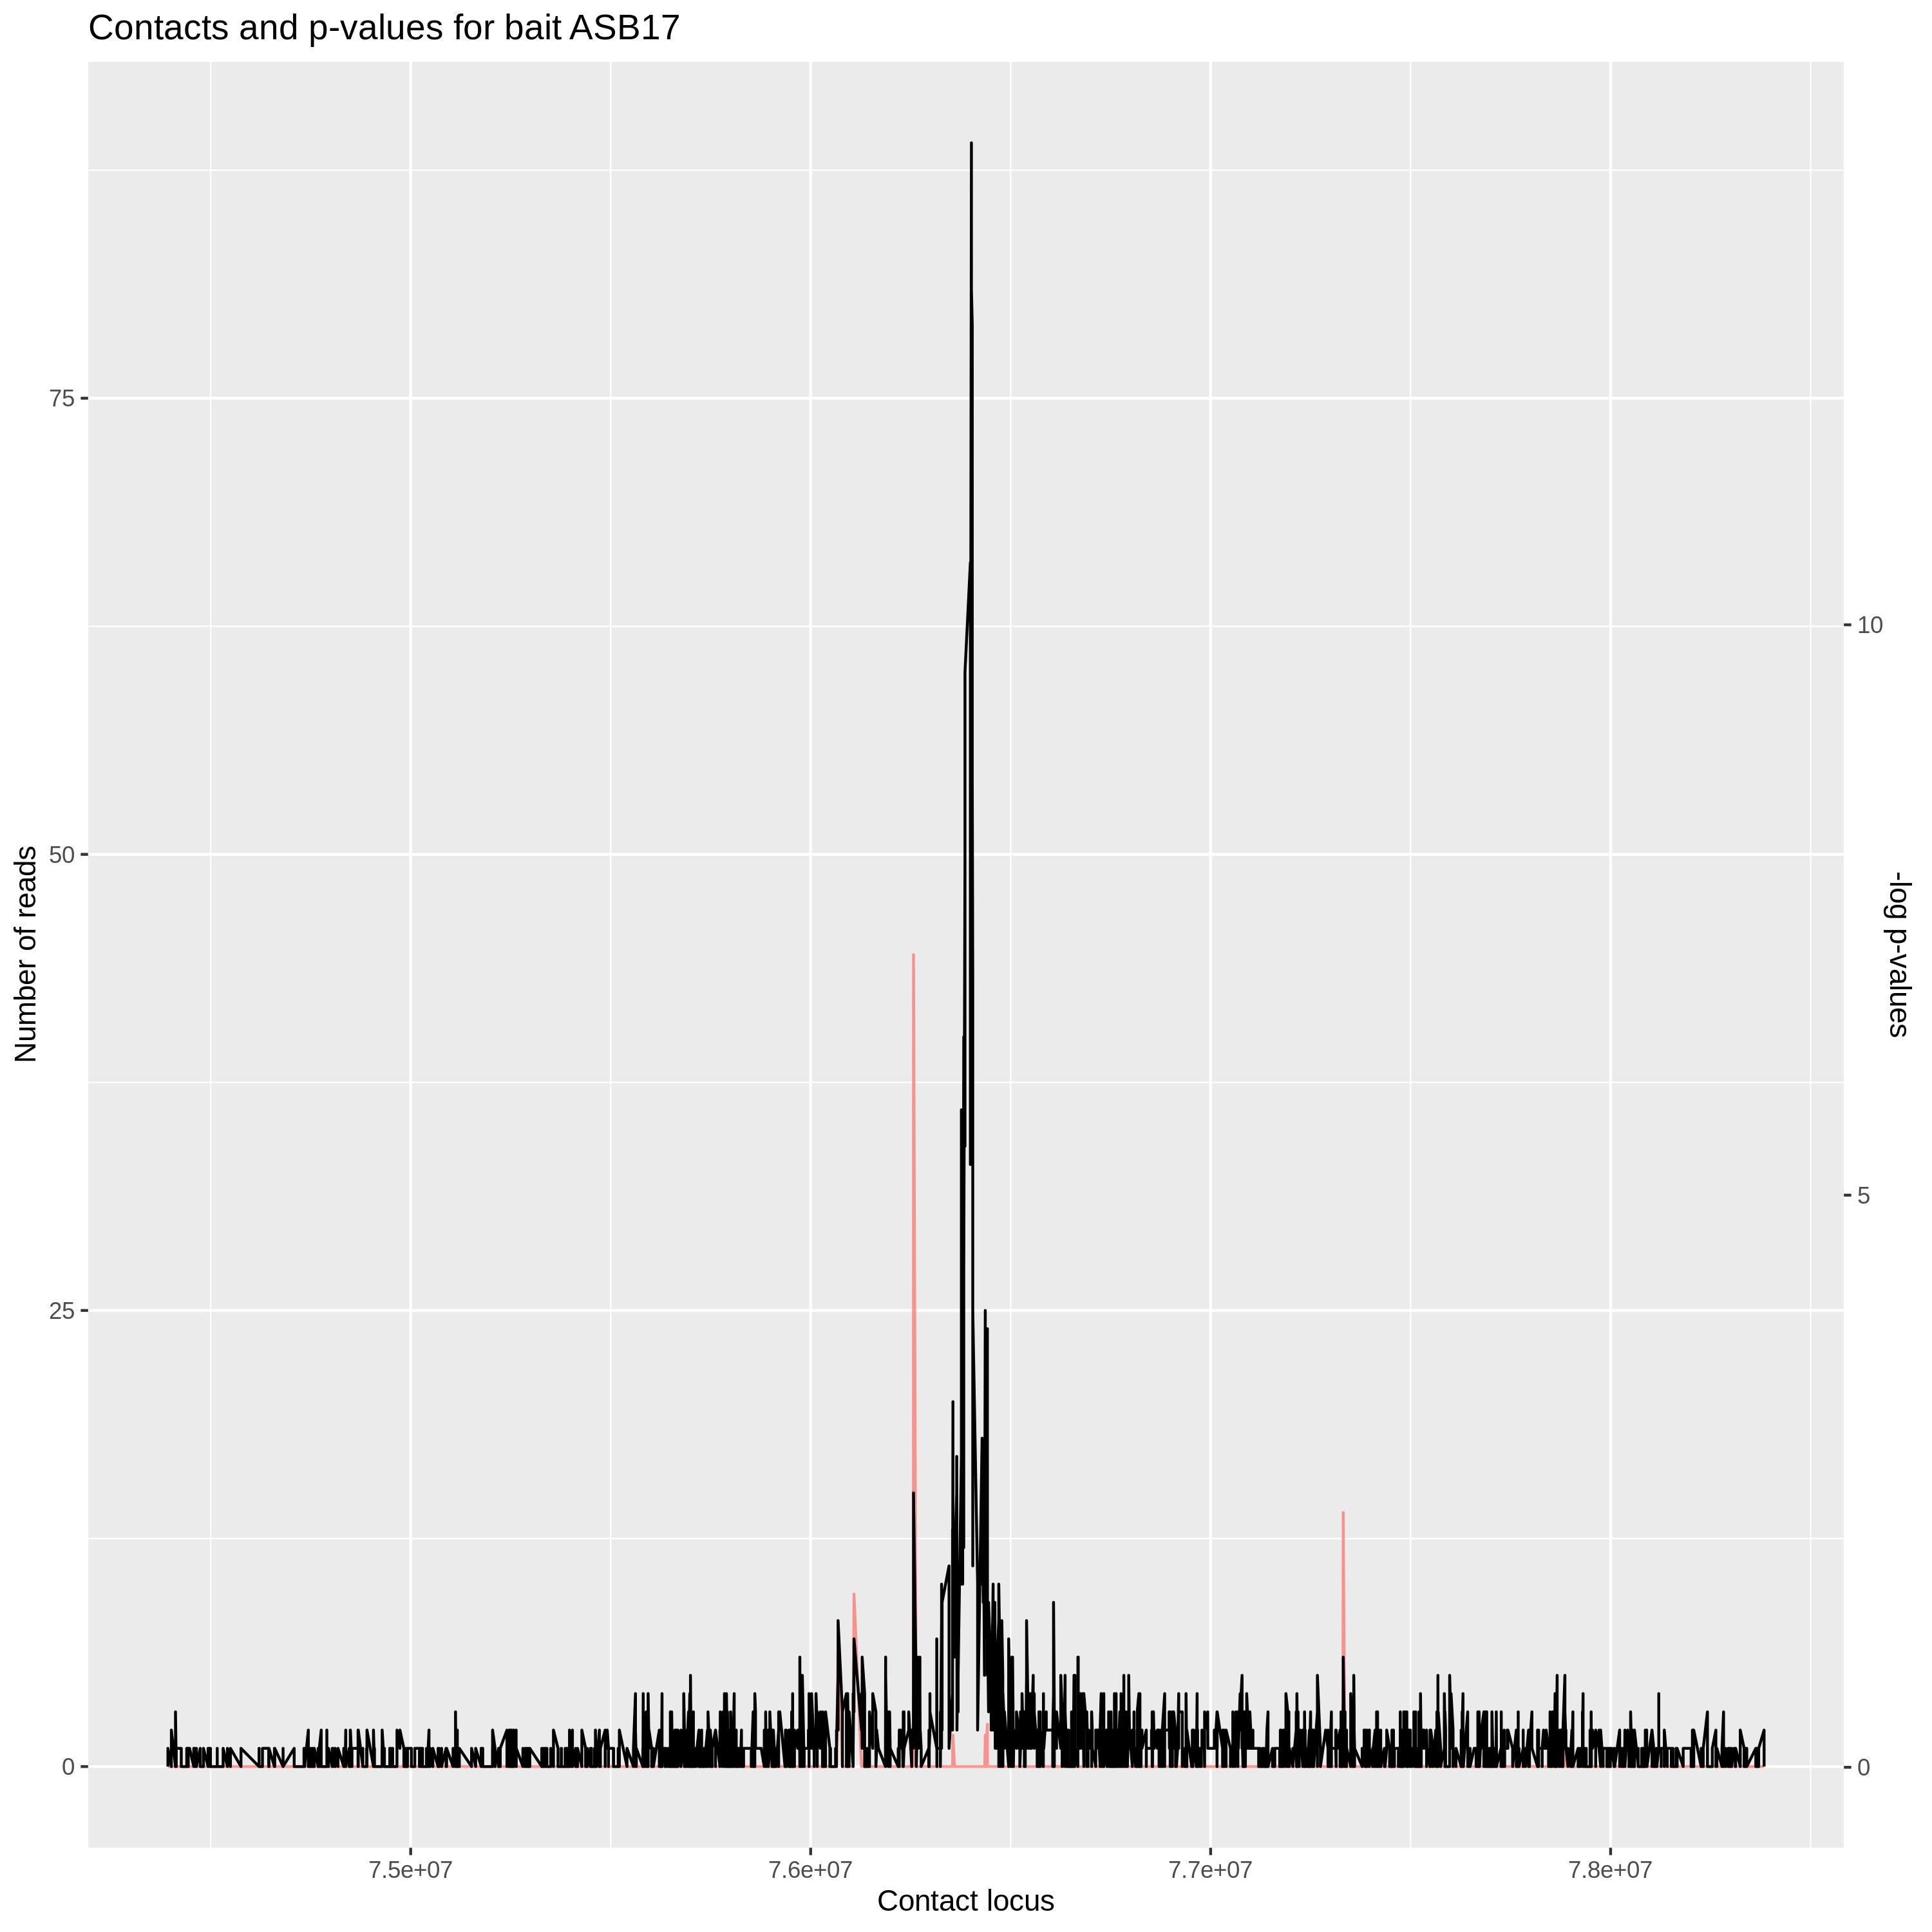 Contacts and p-values for bait ASB17
75
50
25
0
Number of reads
10
5
0
-log p-values
7.5e+07
7.6e+07
7.7e+07
7.8e+07
Contact locus